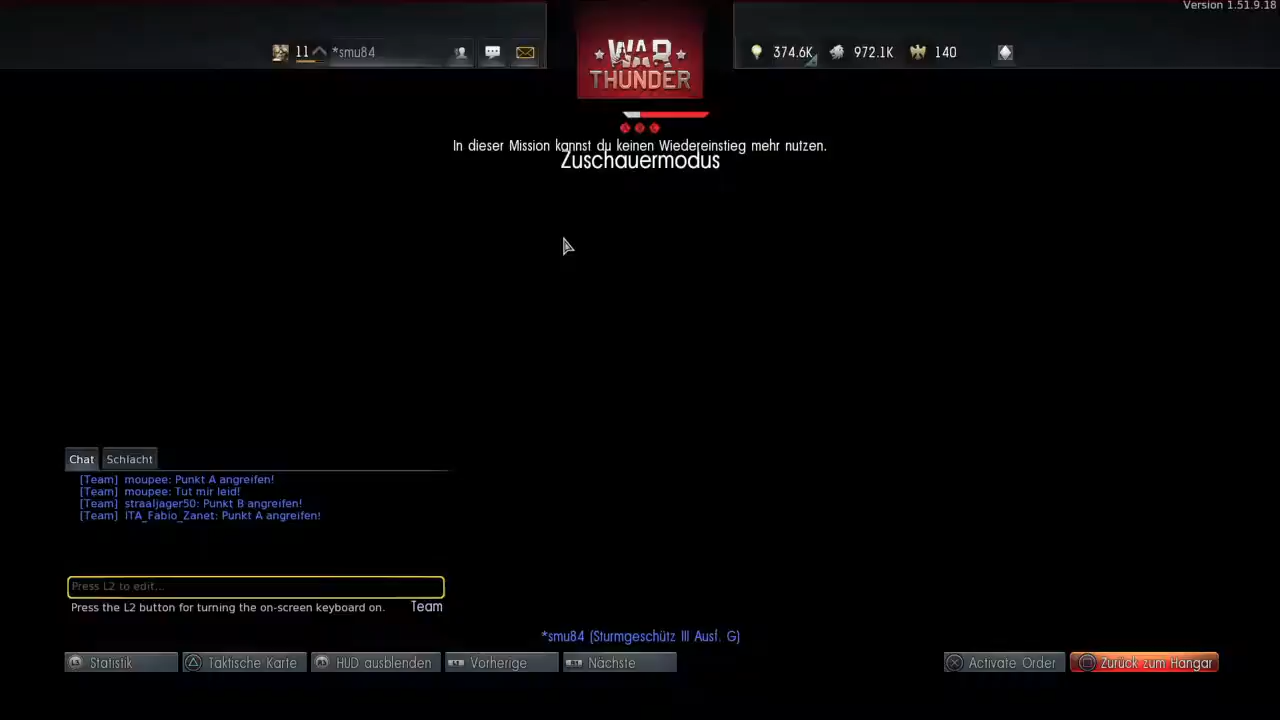 Version 1.51.9.18
11 *smu84
WAR THUNDER
374.6K 972.1K 140
In dieser Mission kannst du keinen Wiedereinstieg mehr nutzen.
Zuschauermodus
Chat Schlacht
[Team] moupee: Punkt A angreifen!
[Team] moupee: Tut mir leid!
[Team] straaljager50: Punkt B angreifen!
[Team] ITA_Fabio_Zanet: Punkt A angreifen!
Press L2 to edit...
Press the L2 button for turning the on-screen keyboard on. Team
*smu84 (Sturmgeschütz III Ausf. G)
Statistik Taktische Karte HUD ausblenden Vorherige Nächste Activate Order Zurück zum Hangar